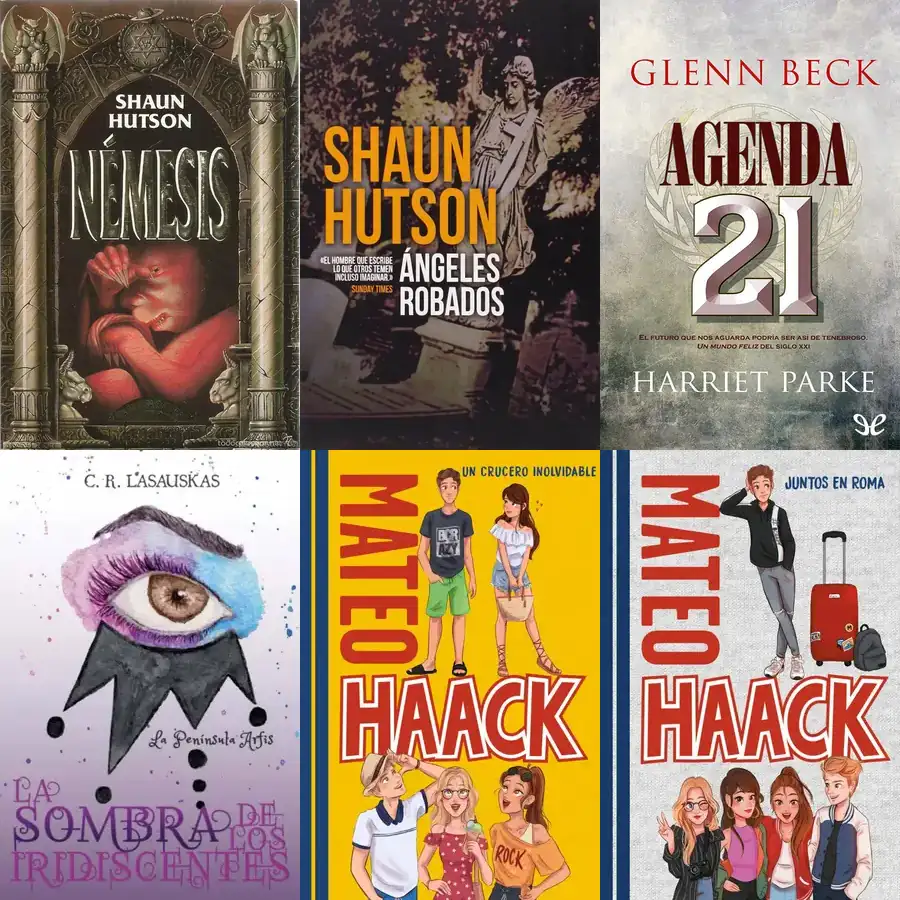 SHAUN
HUTSON
NÉMESIS
SHAUN
HUTSON
«EL HOMBRE QUE ESCRIBE
LO QUE OTROS TEMEN
INCLUSO IMAGINAR.»
SUNDAY TIMES
ÁNGELES
ROBADOS
GLENN BECK
AGENDA
21
EL FUTURO QUE NOS AGUARDA PODRÍA SER ASÍ DE TENEBROSO.
UN MUNDO FELIZ DEL SIGLO XXI
HARRIET PARKE
C. R. LASAUSKAS
La Península Arfis
LA
SOMBRA DE
LOS
IRIDISCENTES
UN CRUCERO INOLVIDABLE
MATEO
BCR
AZY
HAACK
ROCK
JUNTOS EN ROMA
MATEO
HAACK